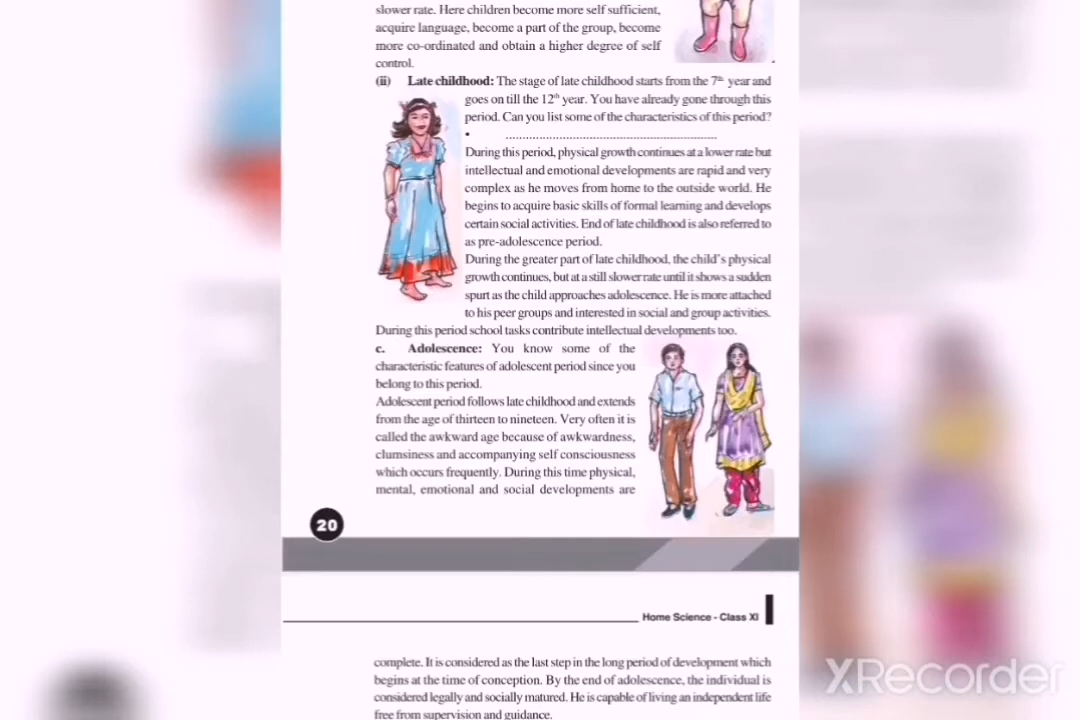 slower rate. Here children become more self sufficient,
acquire language, become a part of the group, become
more co-ordinated and obtain a higher degree of self
control.
(ii) Late childhood: The stage of late childhood starts from the 7th year and
goes on till the 12th year. You have already gone through this
period. Can you list some of the characteristics of this period?
• ................................................................
During this period, physical growth continues at a lower rate but
intellectual and emotional developments are rapid and very
complex as he moves from home to the outside world. He
begins to acquire basic skills of formal learning and develops
certain social activities. End of late childhood is also referred to
as pre-adolescence period.
During the greater part of late childhood, the child's physical
growth continues, but at a still slower rate until it shows a sudden
spurt as the child approaches adolescence. He is more attached
to his peer groups and interested in social and group activities.
During this period school tasks contribute intellectual developments too.
c. Adolescence: You know some of the
characteristic features of adolescent period since you
belong to this period.
Adolescent period follows late childhood and extends
from the age of thirteen to nineteen. Very often it is
called the awkward age because of awkwardness,
clumsiness and accompanying self consciousness
which occurs frequently. During this time physical,
mental, emotional and social developments are
20
Home Science - Class XI
complete. It is considered as the last step in the long period of development which
begins at the time of conception. By the end of adolescence, the individual is
considered legally and socially matured. He is capable of living an independent life
free from supervision and guidance.
XRecorder